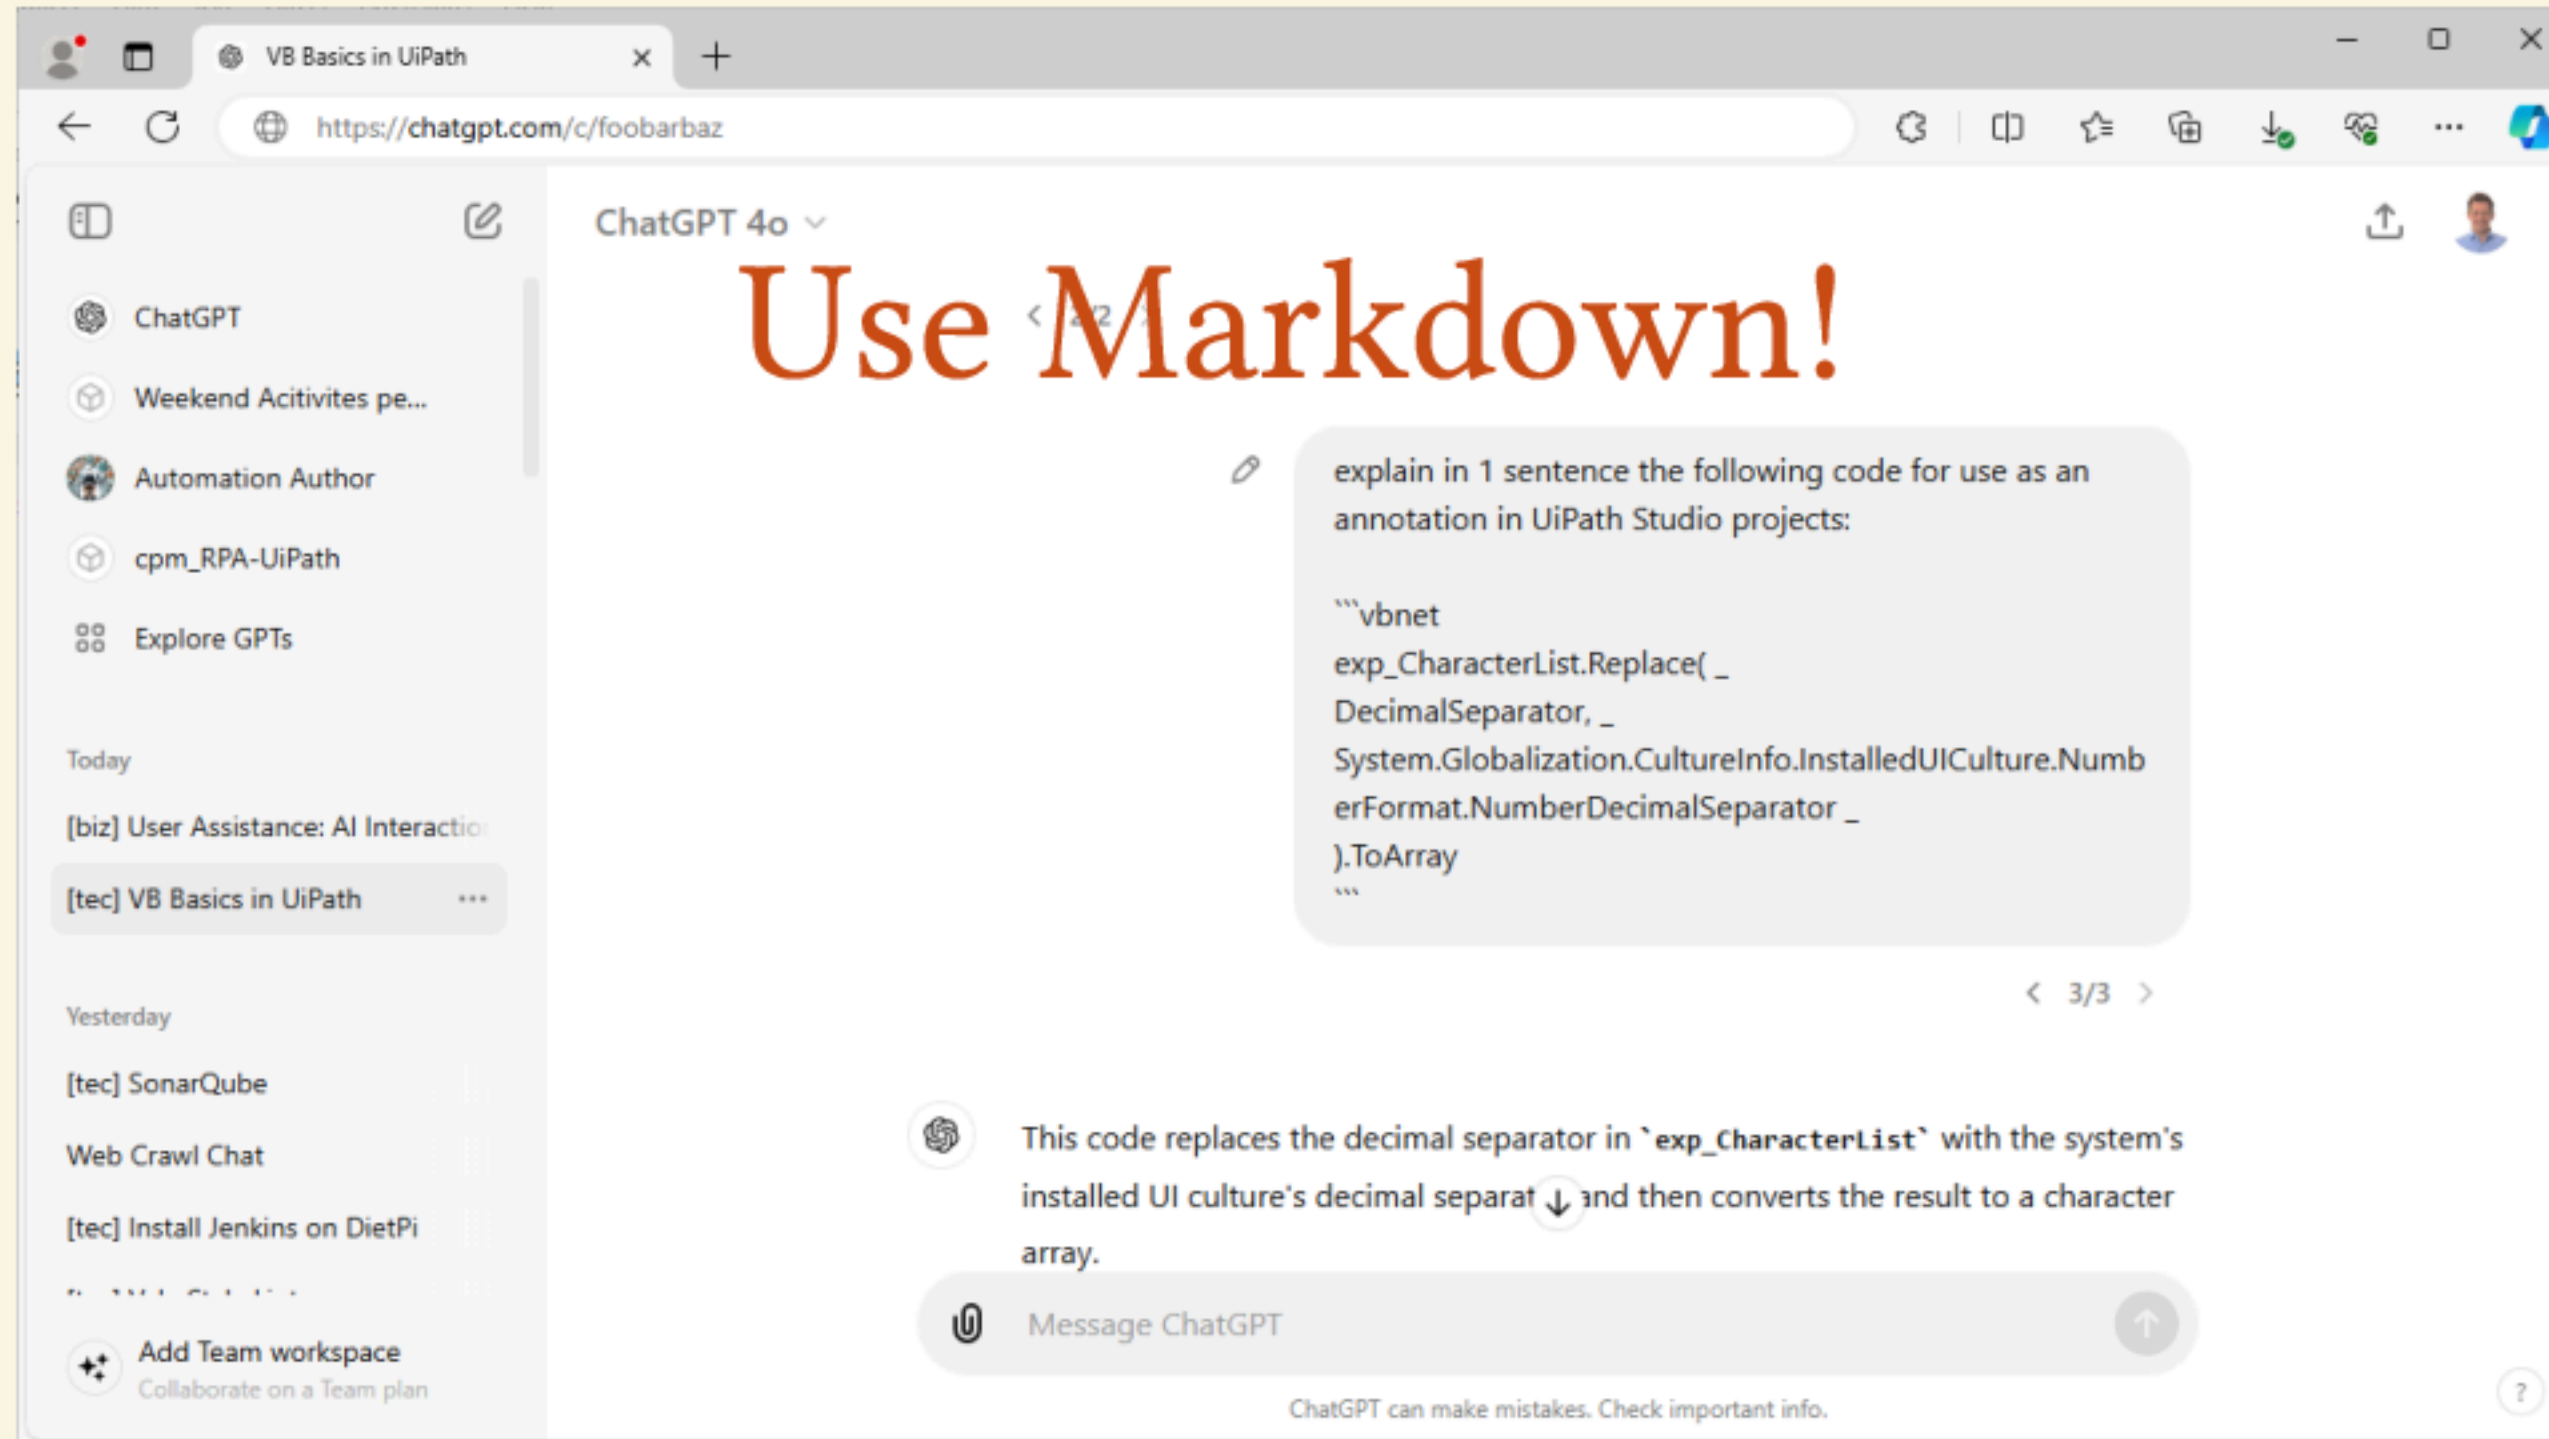 VB Basics in UiPath
https://chatgpt.com/c/foobarbaz
ChatGPT
Weekend Acitivites pe...
Automation Author
cpm_RPA-UiPath
Explore GPTs
Today
[biz] User Assistance: AI Interactio
[tec] VB Basics in UiPath
Yesterday
[tec] SonarQube
Web Crawl Chat
[tec] Install Jenkins on DietPi
Add Team workspace
Collaborate on a Team plan
ChatGPT 4o
Use Markdown!
2/2
explain in 1 sentence the following code for use as an
annotation in UiPath Studio projects:
```vbnet
exp_CharacterList.Replace( _
DecimalSeparator, _
System.Globalization.CultureInfo.InstalledUICulture.Numb
erFormat.NumberDecimalSeparator _
).ToArray
```
3/3
This code replaces the decimal separator in `exp_CharacterList` with the system's
installed UI culture's decimal separat and then converts the result to a character
array.
Message ChatGPT
ChatGPT can make mistakes. Check important info.
?